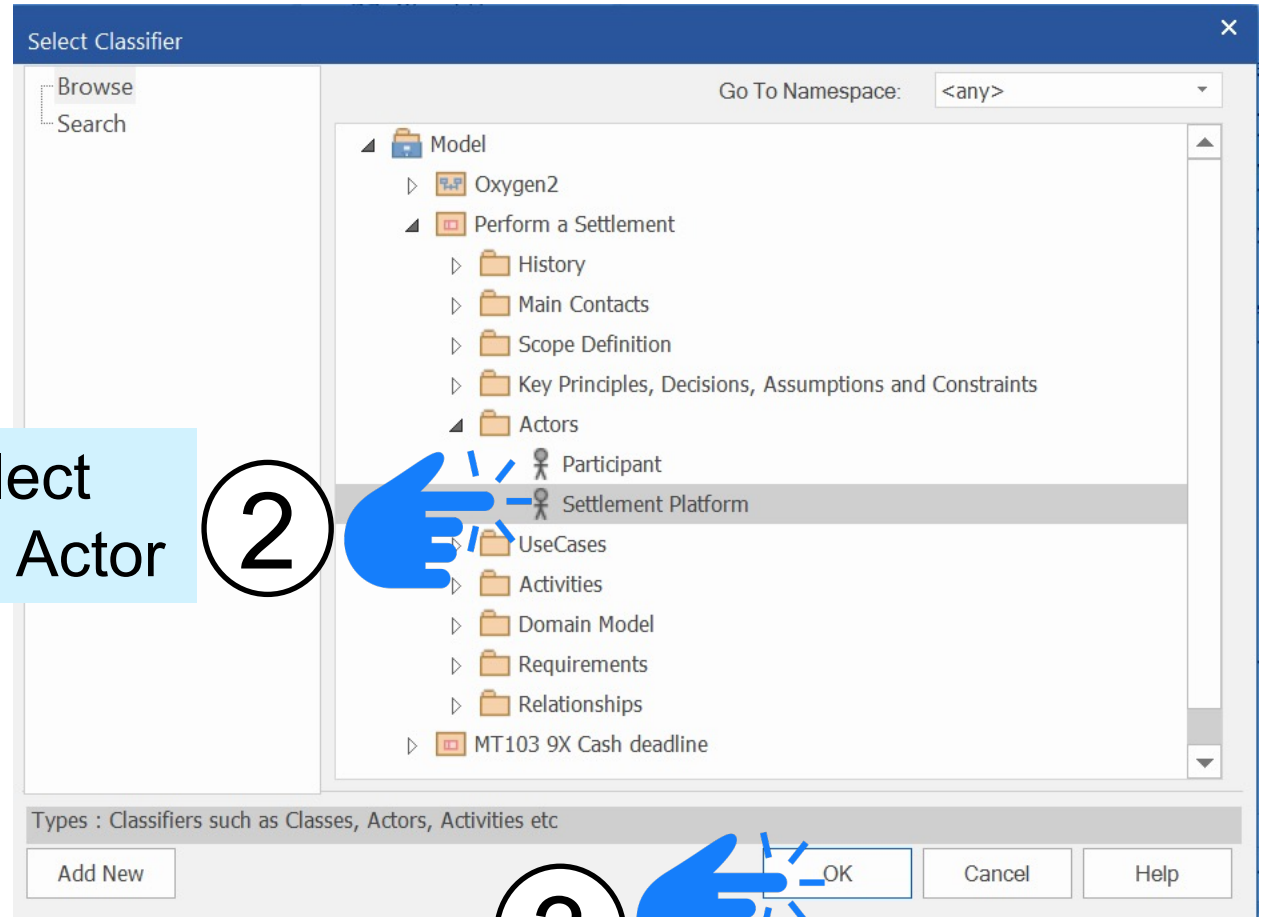 Select Classifier
Browse
Search
Go To Namespace:
<any>
Model
Oxygen2
Perform a Settlement
History
Main Contacts
Scope Definition
Key Principles, Decisions, Assumptions and Constraints
Actors
Participant
Settlement Platform
UseCases
Activities
Domain Model
Requirements
Relationships
MT103 9X Cash deadline
Actor
2
Types : Classifiers such as Classes, Actors, Activities etc
Add New
OK
Cancel
Help